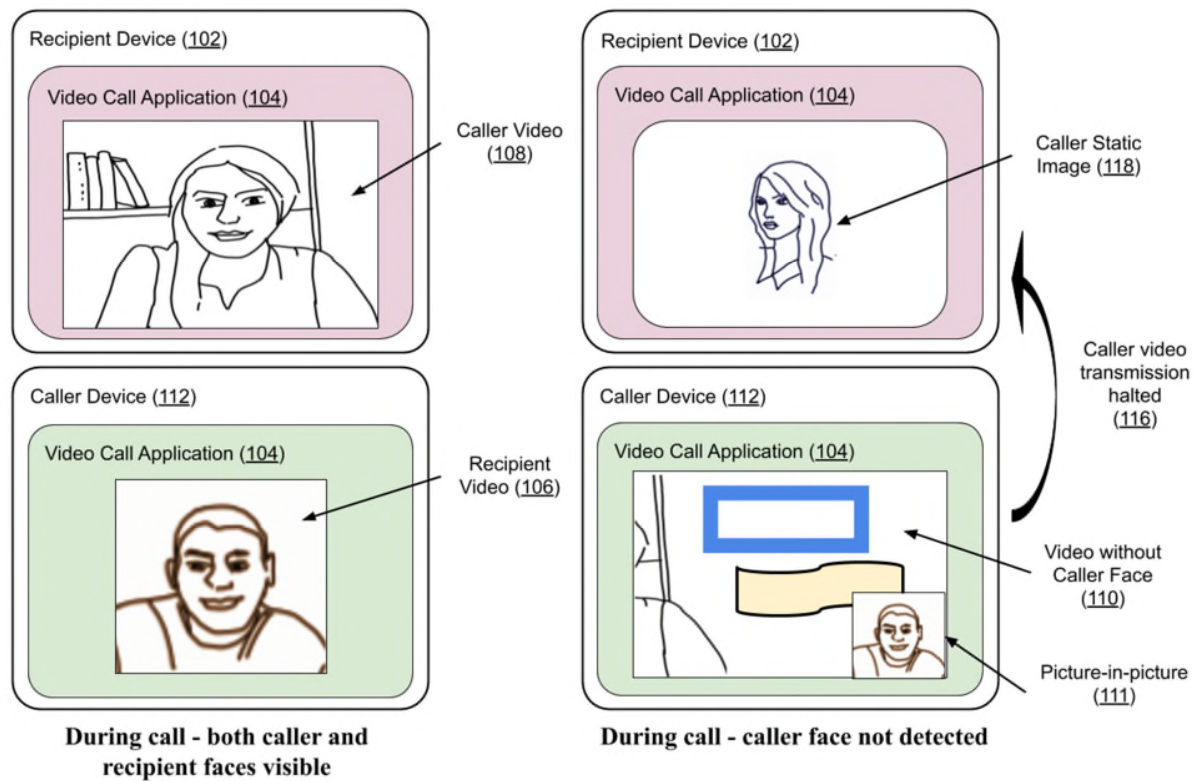 Recipient Device (102)
Video Call Application (104)
Caller Video
(108)
Caller Device (112)
Video Call Application (104)
Recipient
Video (106)
During call - both caller and
recipient faces visible
Recipient Device (102)
Video Call Application (104)
Caller Static
Image (118)
Caller video
transmission
halted
(116)
Caller Device (112)
Video Call Application (104)
Video without
Caller Face
(110)
Picture-in-picture
(111)
During call - caller face not detected